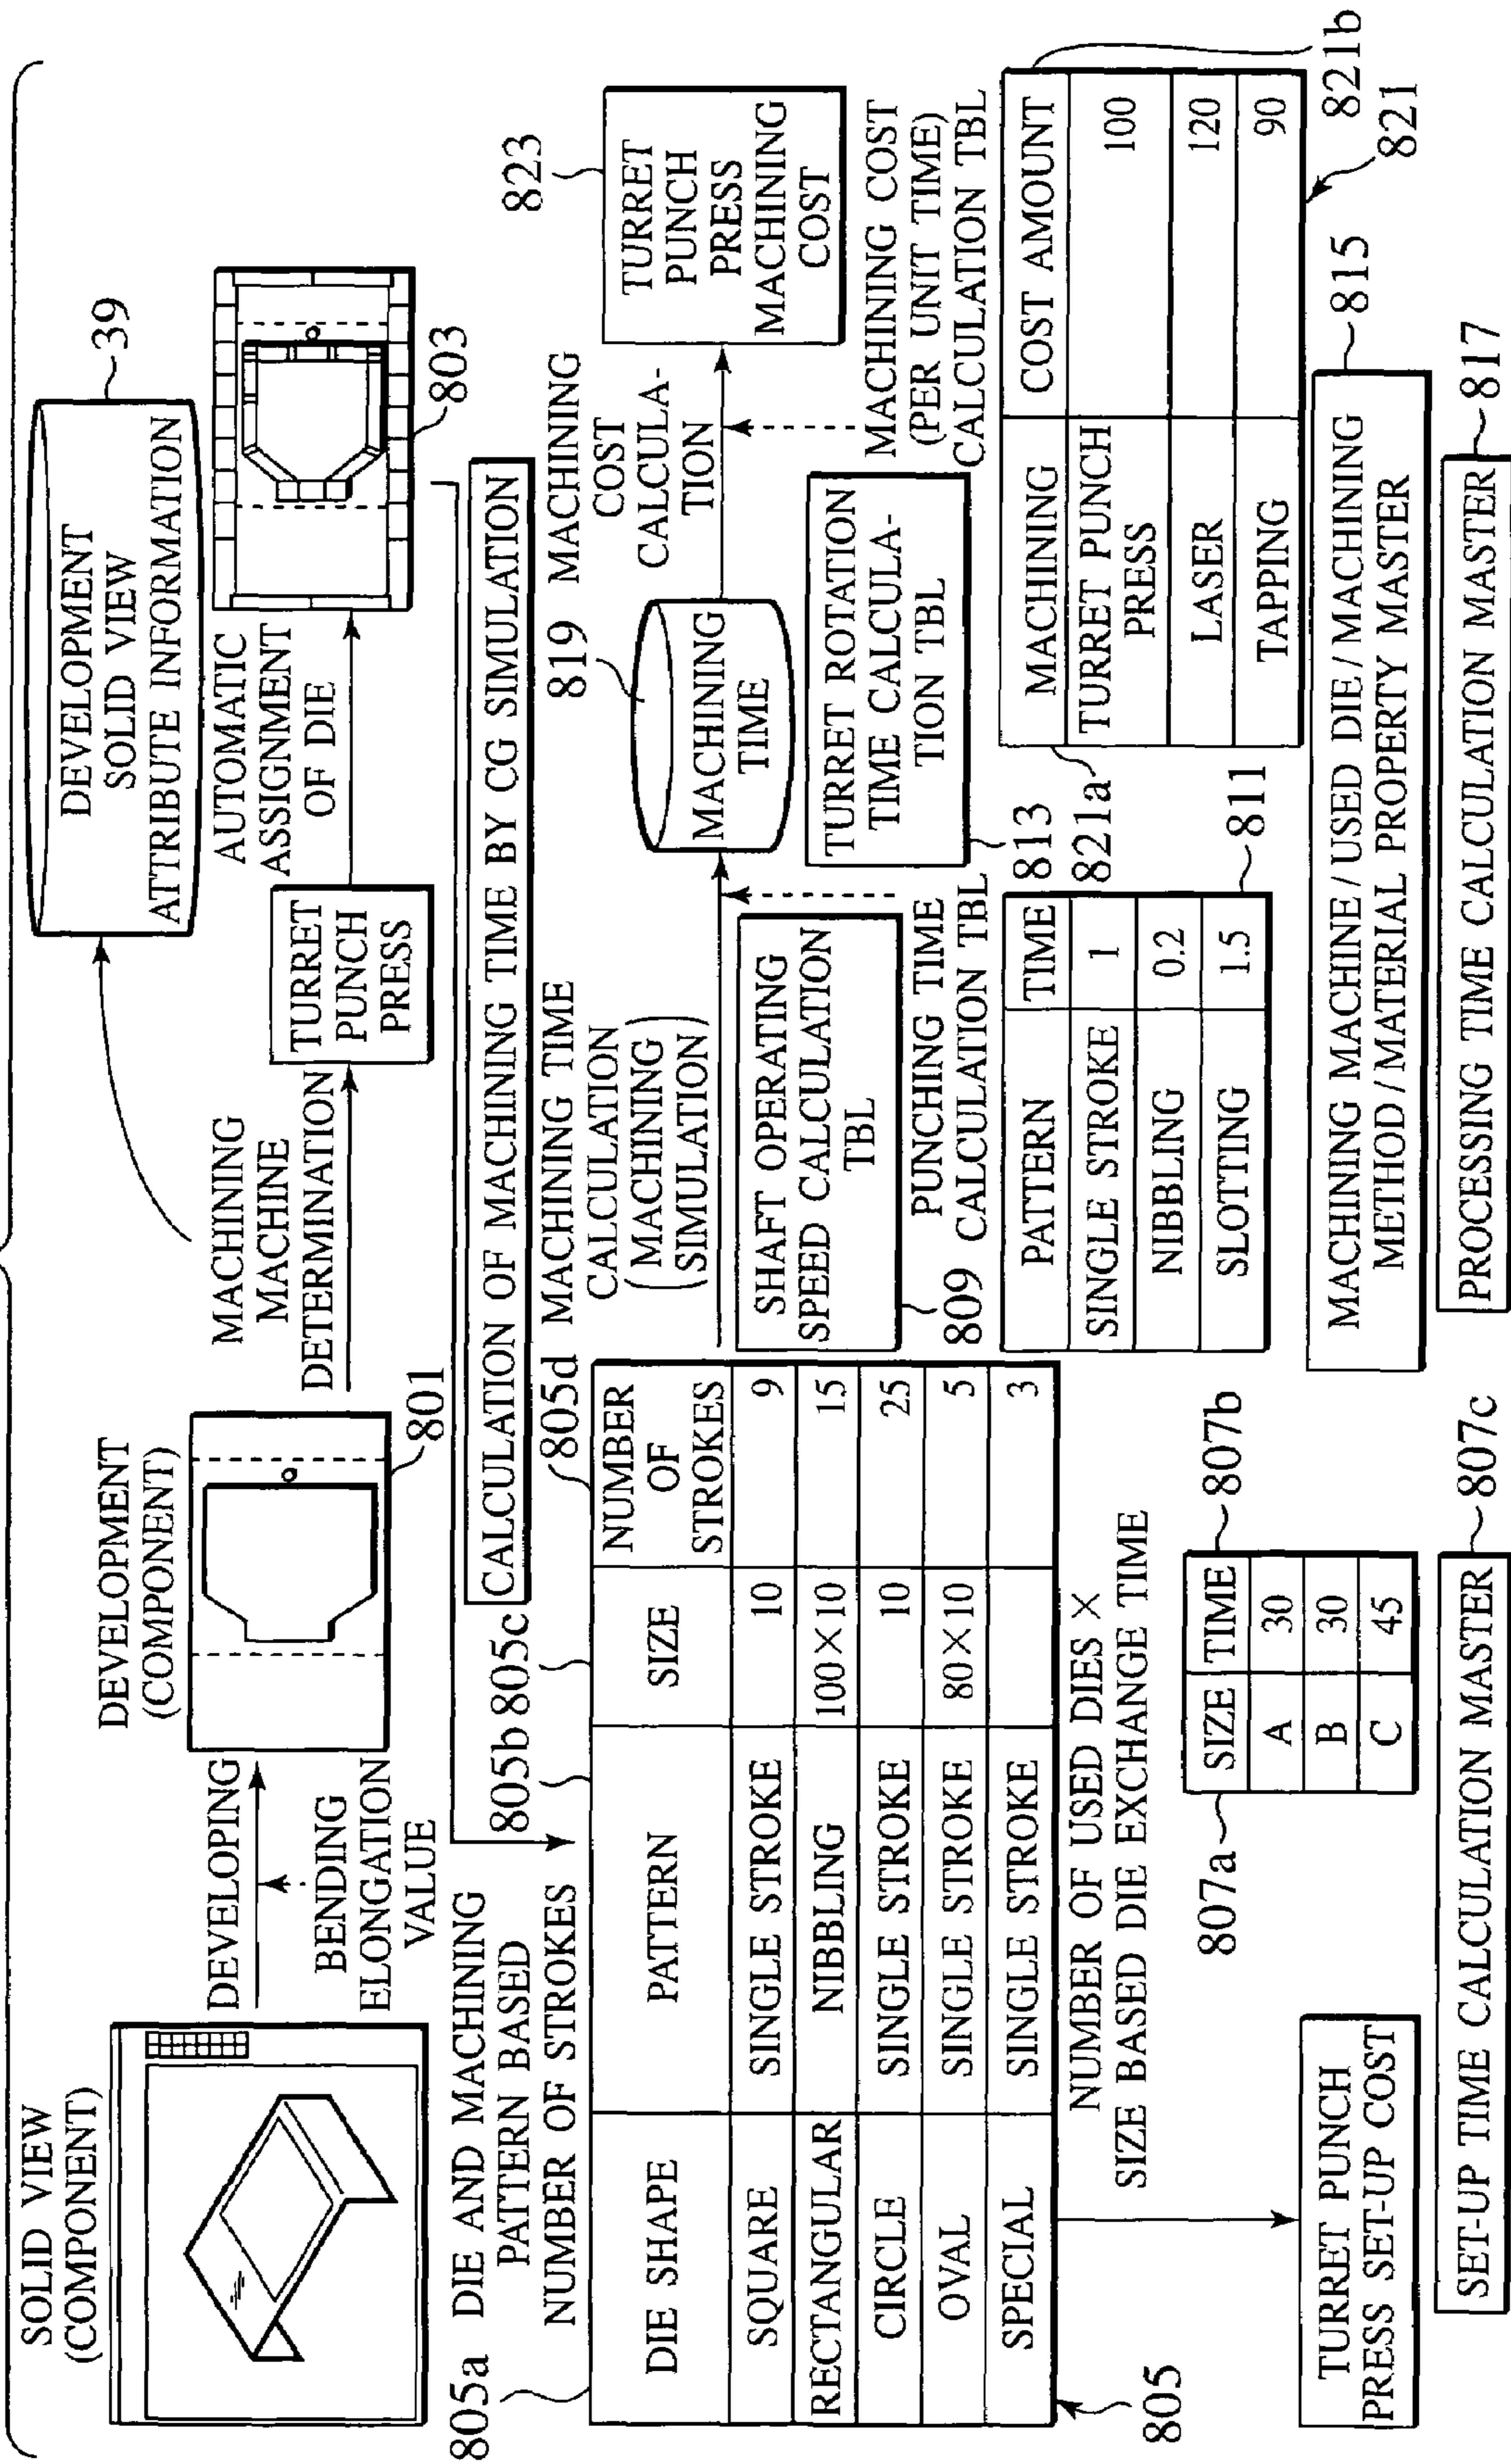 SOLID VIEW
(COMPONENT)
DEVELOPING
BENDING
ELONGATION
VALUE
DEVELOPMENT
(COMPONENT)
801
MACHINING
MACHINE
DETERMINATION
TURRET
PUNCH
PRESS
DEVELOPMENT
SOLID VIEW
ATTRIBUTE INFORMATION
39
AUTOMATIC
ASSIGNMENT
OF DIE
803
CALCULATION OF MACHINING TIME BY CG SIMULATION
805a
DIE AND MACHINING
PATTERN BASED
NUMBER OF STROKES
805b
805c
805d
DIE SHAPE PATTERN SIZE NUMBER OF STROKES
SQUARE SINGLE STROKE 10 9
RECTANGULAR NIBBLING 100×10 15
CIRCLE SINGLE STROKE 10 25
OVAL SINGLE STROKE 80×10 5
SPECIAL SINGLE STROKE 3
805
NUMBER OF USED DIES ×
SIZE BASED DIE EXCHANGE TIME
TURRET PUNCH
PRESS SET-UP COST
807a
807b
SIZE TIME
A 30
B 30
C 45
SET-UP TIME CALCULATION MASTER
807c
MACHINING TIME
CALCULATION
(MACHINING
SIMULATION)
SHAFT OPERATING
SPEED CALCULATION
TBL
809
PUNCHING TIME
CALCULATION TBL
PATTERN TIME
SINGLE STROKE 1
NIBBLING 0.2
SLOTTING 1.5
811
819
MACHINING
TIME
TURRET ROTATION
TIME CALCULA-
TION TBL
813
MACHINING
COST
CALCULA-
TION
823
TURRET
PUNCH
PRESS
MACHINING
COST
MACHINING COST
(PER UNIT TIME)
CALCULATION TBL
821a
MACHINING COST AMOUNT
TURRET PUNCH PRESS 100
LASER 120
TAPPING 90
821b
821
MACHINING MACHINE / USED DIE / MACHINING
METHOD / MATERIAL PROPERTY MASTER
815
PROCESSING TIME CALCULATION MASTER
817